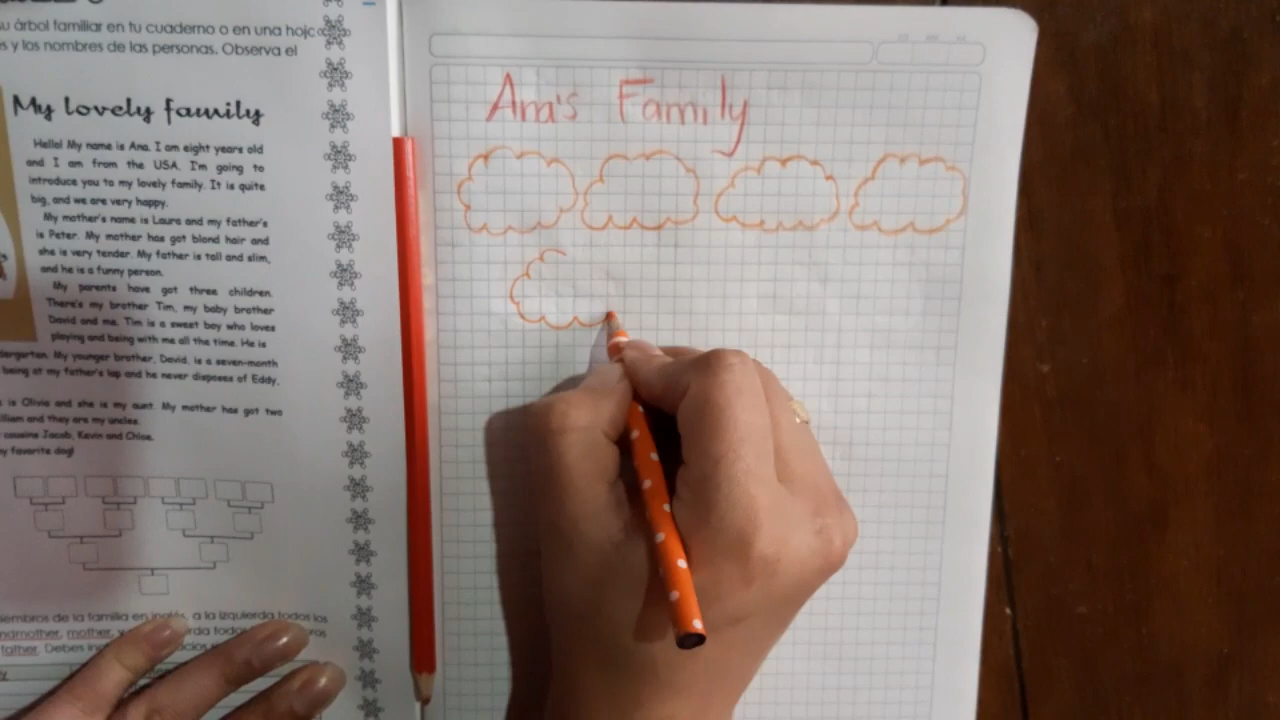 su árbol familiar en tu cuaderno o en una hoja
s y los nombres de las personas. Observa el
My lovely family
Hello! My name is Ana. I am eight years old
and I am from the USA. I'm going to
introduce you to my lovely family. It is quite
big, and we are very happy.
My mother's name is Laura and my father's
is Peter. My mother has got blond hair and
she is very tender. My father is tall and slim,
and he is a funny person.
My parents have got three children.
There's my brother Tim, my baby brother
David and me. Tim is a sweet boy who loves
playing and being with me all the time. He is
dergarten. My younger brother, David, is a seven-month
being at my father's lap and he never disposes of Eddy,
is Olivia and she is my aunt. My mother has got two
lliam and they are my uncles.
cousins Jacob, Kevin and Chloe.
y favorite dog!
iembros de la familia en inglés, a la izquierda todos los
ndmother, mother, y
father. Debes
Ana's Family